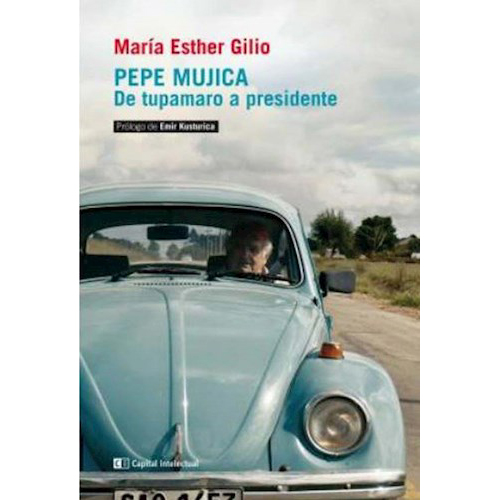 María Esther Gilio
PEPE MUJICA
De tupamaro a presidente
Prólogo de Emir Kusturica
Capital Intelectual